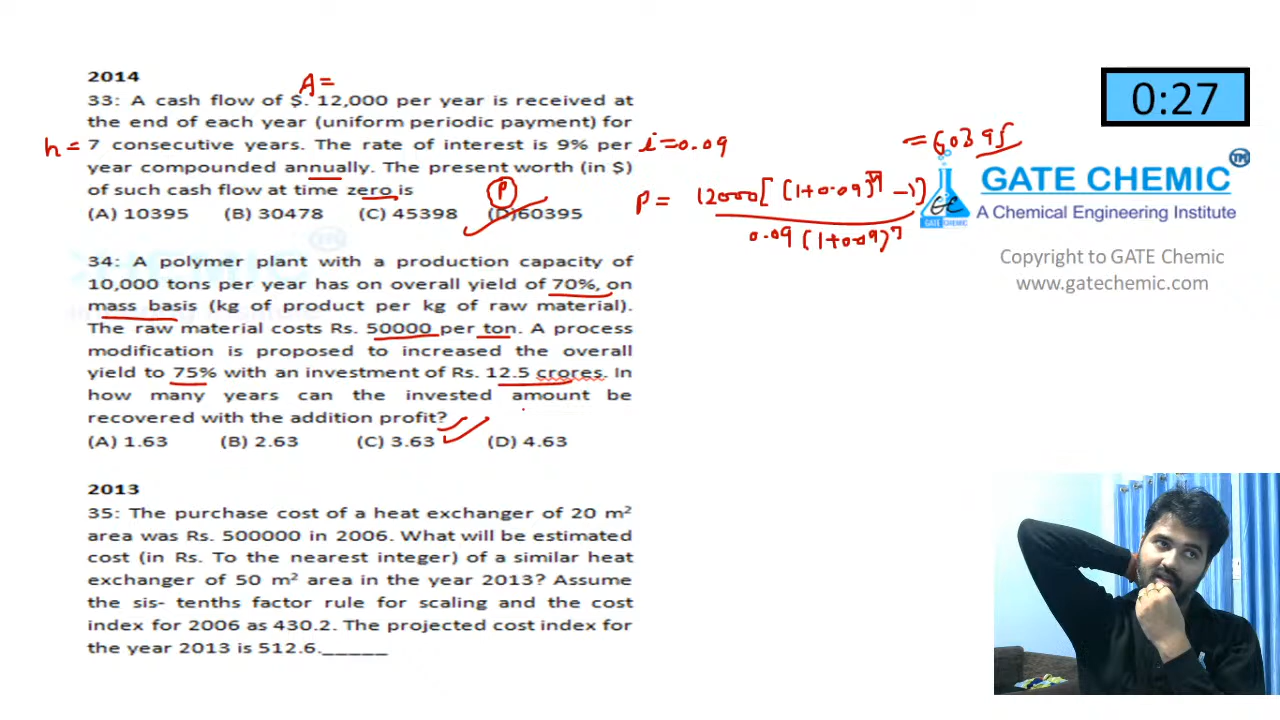 2014
A=
33: A cash flow of $. 12,000 per year is received at
the end of each year (uniform periodic payment) for
n= 7 consecutive years. The rate of interest is 9% per
year compounded annually. The present worth (in $)
of such cash flow at time zero is
P
(A) 10395 (B) 30478 (C) 45398 (D)60395
i=0.09
=60395
P = 12000[(1+0.09)^7 -1]
0.09(1+0.09)^7
0:27
TM
GATE CHEMIC
A Chemical Engineering Institute
GATE CHEMIC
Copyright to GATE Chemic
www.gatechemic.com
34: A polymer plant with a production capacity of
10,000 tons per year has on overall yield of 70%, on
mass basis (kg of product per kg of raw material).
The raw material costs Rs. 50000 per ton. A process
modification is proposed to increased the overall
yield to 75% with an investment of Rs. 12.5 crores. In
how many years can the invested amount be
recovered with the addition profit?
(A) 1.63 (B) 2.63 (C) 3.63 (D) 4.63
2013
35: The purchase cost of a heat exchanger of 20 m²
area was Rs. 500000 in 2006. What will be estimated
cost (in Rs. To the nearest integer) of a similar heat
exchanger of 50 m² area in the year 2013? Assume
the sis- tenths factor rule for scaling and the cost
index for 2006 as 430.2. The projected cost index for
the year 2013 is 512.6._____